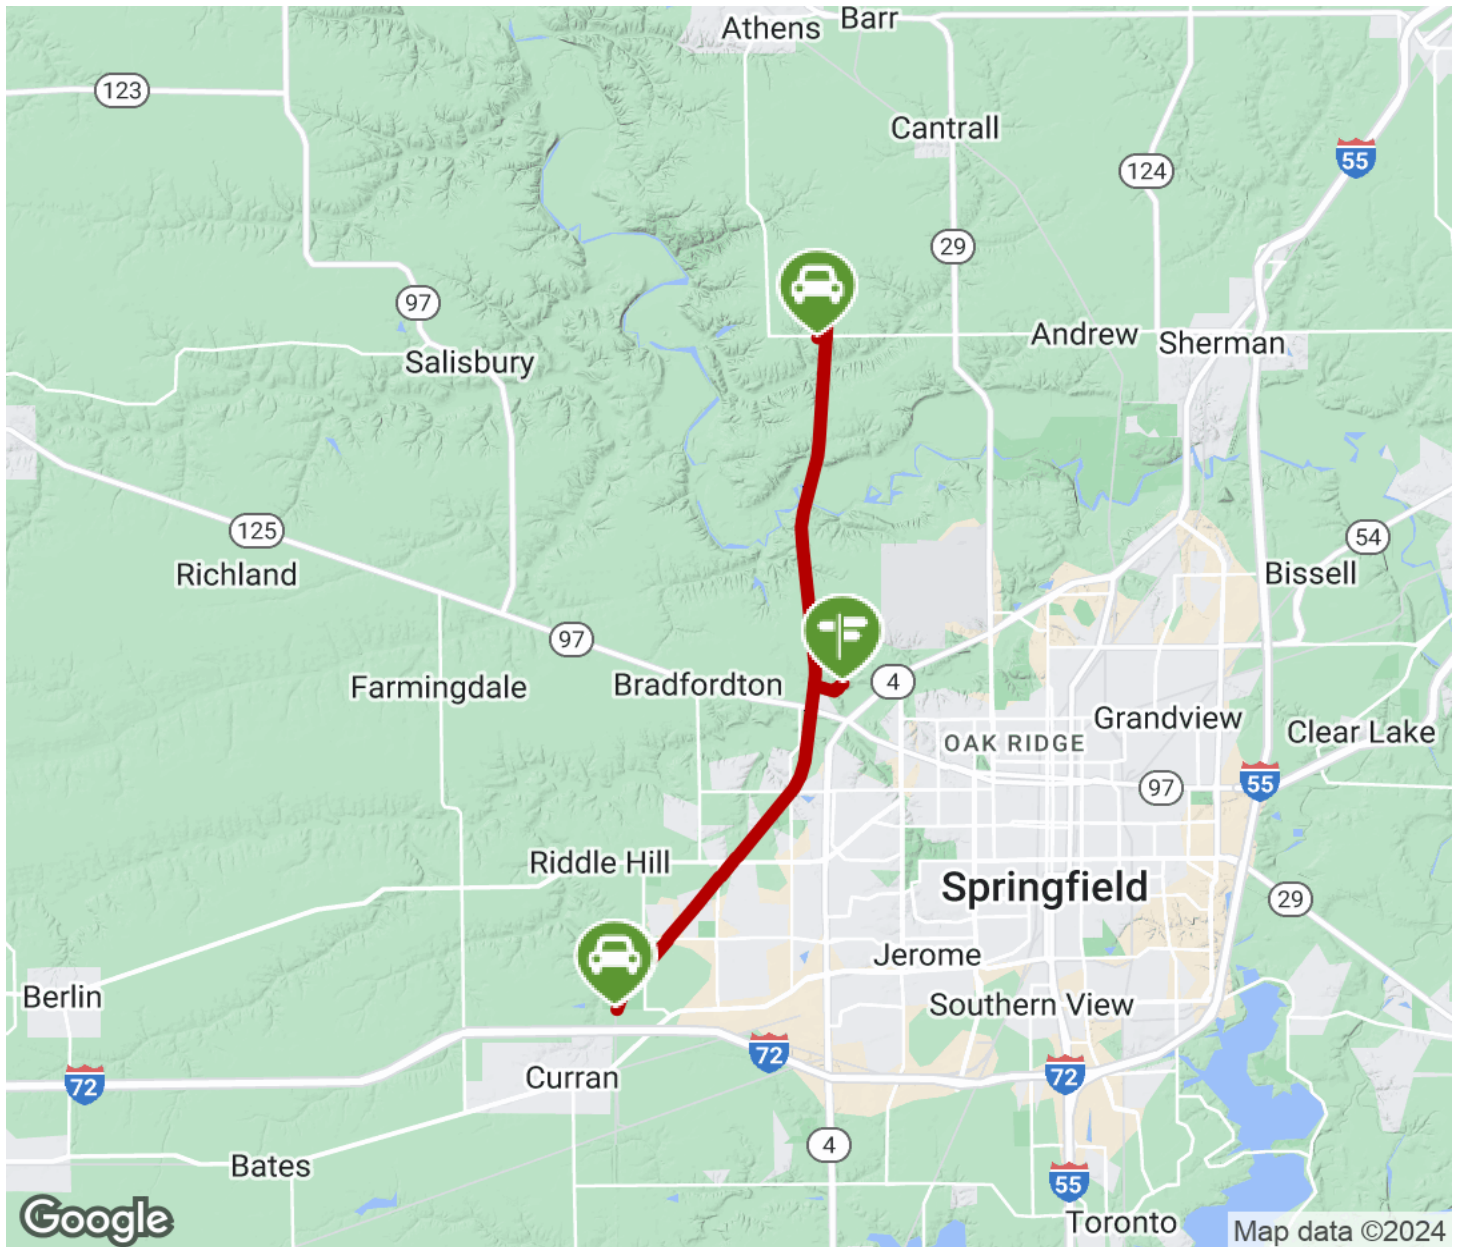 Athens
Barr
123
Cantrall
55
124
29
97
Andrew
Sherman
Salisbury
125
54
Richland
Bissell
97
Farmingdale
Bradfordton
4
Grandview
Clear Lake
OAK RIDGE
97
55
Riddle Hill
Springfield
29
Jerome
Berlin
Southern View
72
72
72
Curran
4
Bates
55
Toronto
Google
Map data ©2024